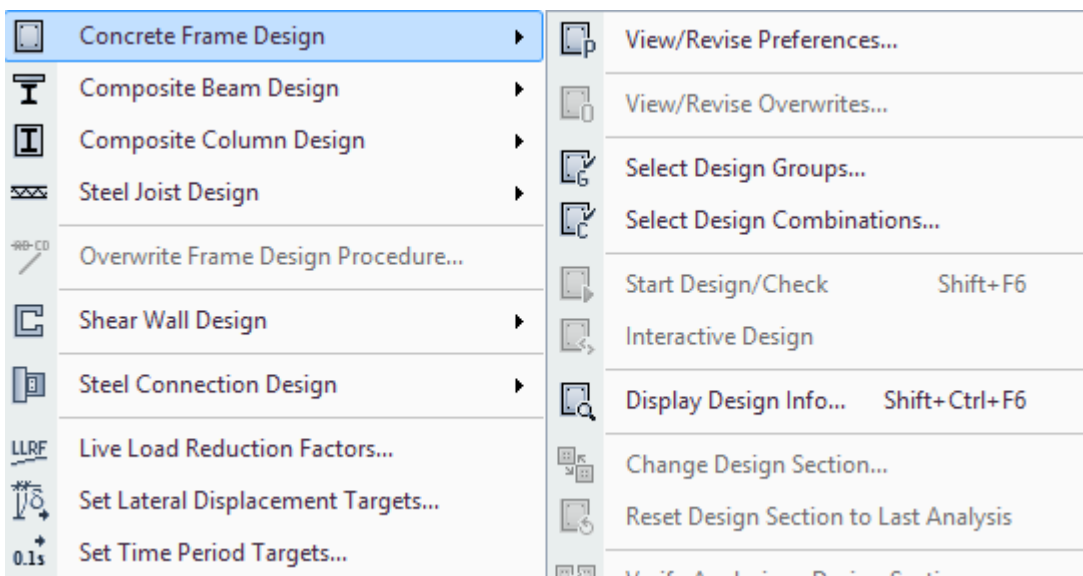 Concrete Frame Design
Composite Beam Design
Composite Column Design
Steel Joist Design
RD-CD
Overwrite Frame Design Procedure...
Shear Wall Design
Steel Connection Design
LLRF
Live Load Reduction Factors...
Set Lateral Displacement Targets...
0.1s
Set Time Period Targets...
P
View/Revise Preferences...
O
View/Revise Overwrites...
G
Select Design Groups...
C
Select Design Combinations...
Start Design/Check Shift+F6
Interactive Design
Display Design Info... Shift+Ctrl+F6
Change Design Section...
Reset Design Section to Last Analysis